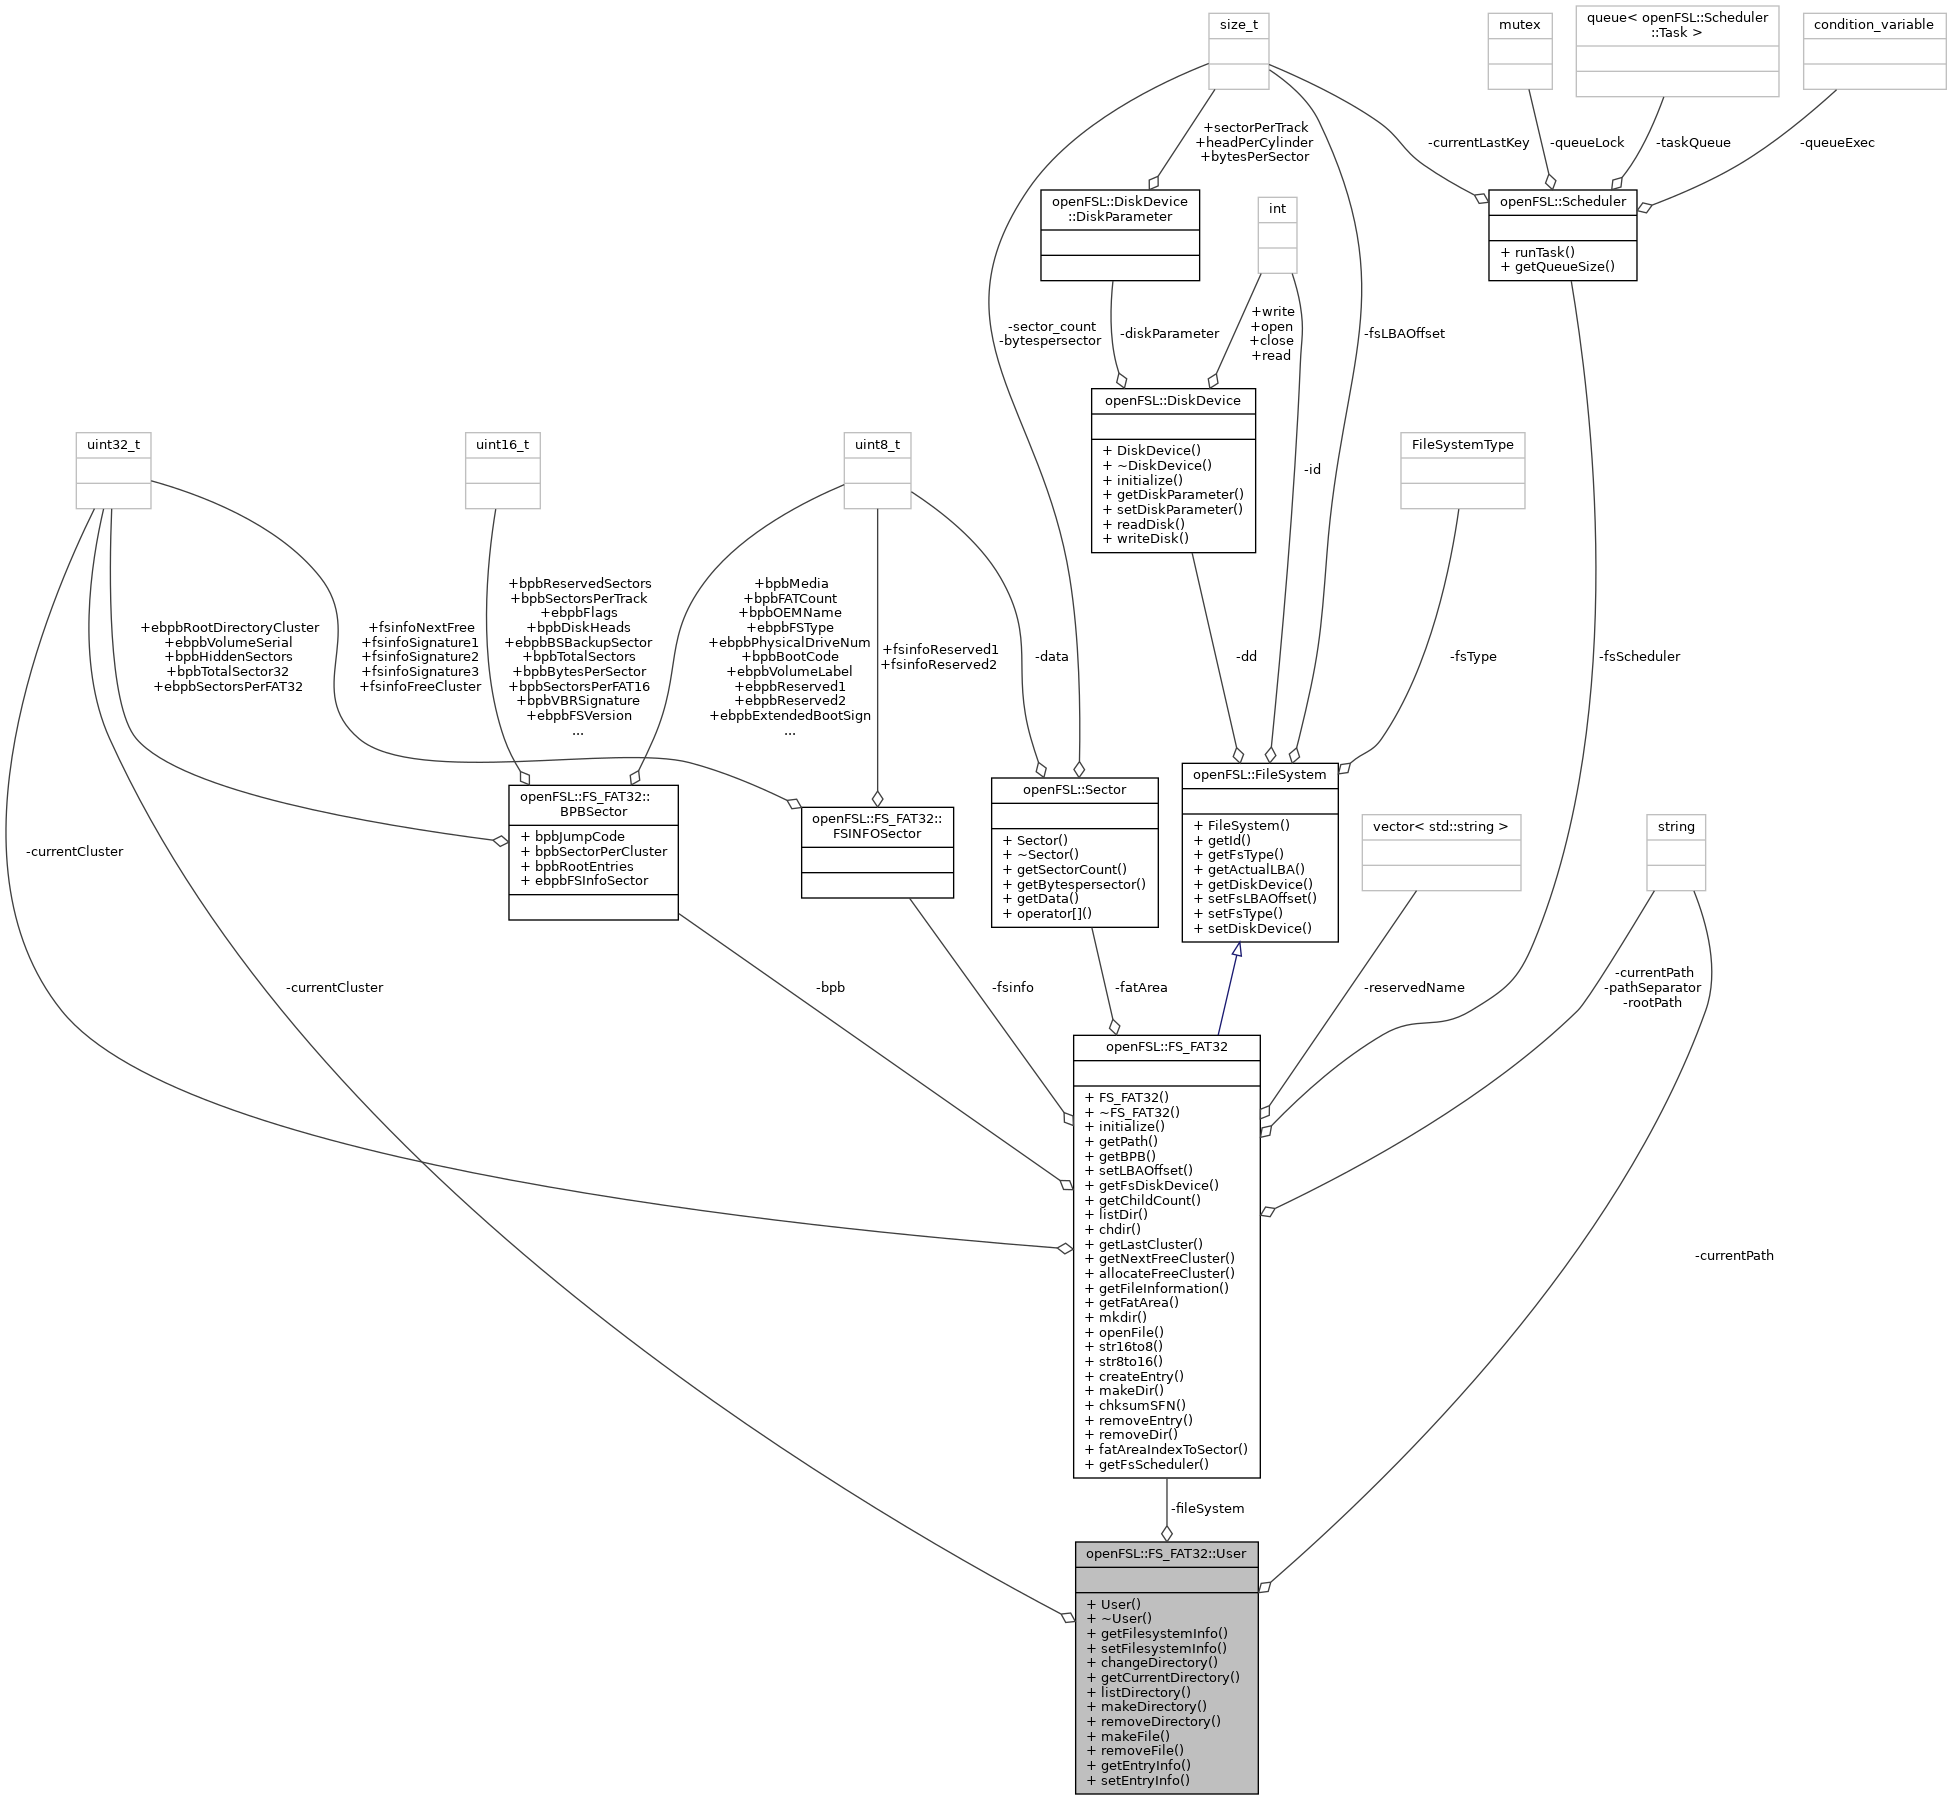 size_t
mutex
queue< openFSL::Scheduler
::Task >
condition_variable
+sectorPerTrack
+headPerCylinder
+bytesPerSector
-currentLastKey
-queueLock
-taskQueue
-queueExec
openFSL::DiskDevice
::DiskParameter
int
openFSL::Scheduler
+ runTask()
+ getQueueSize()
-sector_count
-bytespersector
-diskParameter
+write
+open
+close
+read
-fsLBAOffset
openFSL::DiskDevice
+ DiskDevice()
+ ~DiskDevice()
+ initialize()
+ getDiskParameter()
+ setDiskParameter()
+ readDisk()
+ writeDisk()
-id
uint32_t
uint16_t
uint8_t
FileSystemType
+ebpbRootDirectoryCluster
+ebpbVolumeSerial
+bpbHiddenSectors
+bpbTotalSector32
+ebpbSectorsPerFAT32
+fsinfoNextFree
+fsinfoSignature1
+fsinfoSignature2
+fsinfoSignature3
+fsinfoFreeCluster
+bpbReservedSectors
+bpbSectorsPerTrack
+ebpbFlags
+bpbDiskHeads
+ebpbBSBackupSector
+bpbTotalSectors
+bpbBytesPerSector
+bpbSectorsPerFAT16
+bpbVBRSignature
+ebpbFSVersion
...
+bpbMedia
+bpbFATCount
+bpbOEMName
+ebpbFSType
+ebpbPhysicalDriveNum
+bpbBootCode
+ebpbVolumeLabel
+ebpbReserved1
+ebpbReserved2
+ebpbExtendedBootSign
...
+fsinfoReserved1
+fsinfoReserved2
-data
-dd
-fsType
-fsScheduler
openFSL::FS_FAT32::
BPBSector
+ bpbJumpCode
+ bpbSectorPerCluster
+ bpbRootEntries
+ ebpbFSInfoSector
openFSL::FS_FAT32::
FSINFOSector
openFSL::Sector
+ Sector()
+ ~Sector()
+ getSectorCount()
+ getBytespersector()
+ getData()
+ operator[]()
openFSL::FileSystem
+ FileSystem()
+ getId()
+ getFsType()
+ getActualLBA()
+ getDiskDevice()
+ setFsLBAOffset()
+ setFsType()
+ setDiskDevice()
vector< std::string >
string
-currentCluster
-currentCluster
-bpb
-fsinfo
-fatArea
-reservedName
-currentPath
-pathSeparator
-rootPath
openFSL::FS_FAT32
+ FS_FAT32()
+ ~FS_FAT32()
+ initialize()
+ getPath()
+ getBPB()
+ setLBAOffset()
+ getFsDiskDevice()
+ getChildCount()
+ listDir()
+ chdir()
+ getLastCluster()
+ getNextFreeCluster()
+ allocateFreeCluster()
+ getFileInformation()
+ getFatArea()
+ mkdir()
+ openFile()
+ str16to8()
+ str8to16()
+ createEntry()
+ makeDir()
+ chksumSFN()
+ removeEntry()
+ removeDir()
+ fatAreaIndexToSector()
+ getFsScheduler()
-currentPath
-fileSystem
openFSL::FS_FAT32::User
+ User()
+ ~User()
+ getFilesystemInfo()
+ setFilesystemInfo()
+ changeDirectory()
+ getCurrentDirectory()
+ listDirectory()
+ makeDirectory()
+ removeDirectory()
+ makeFile()
+ removeFile()
+ getEntryInfo()
+ setEntryInfo()